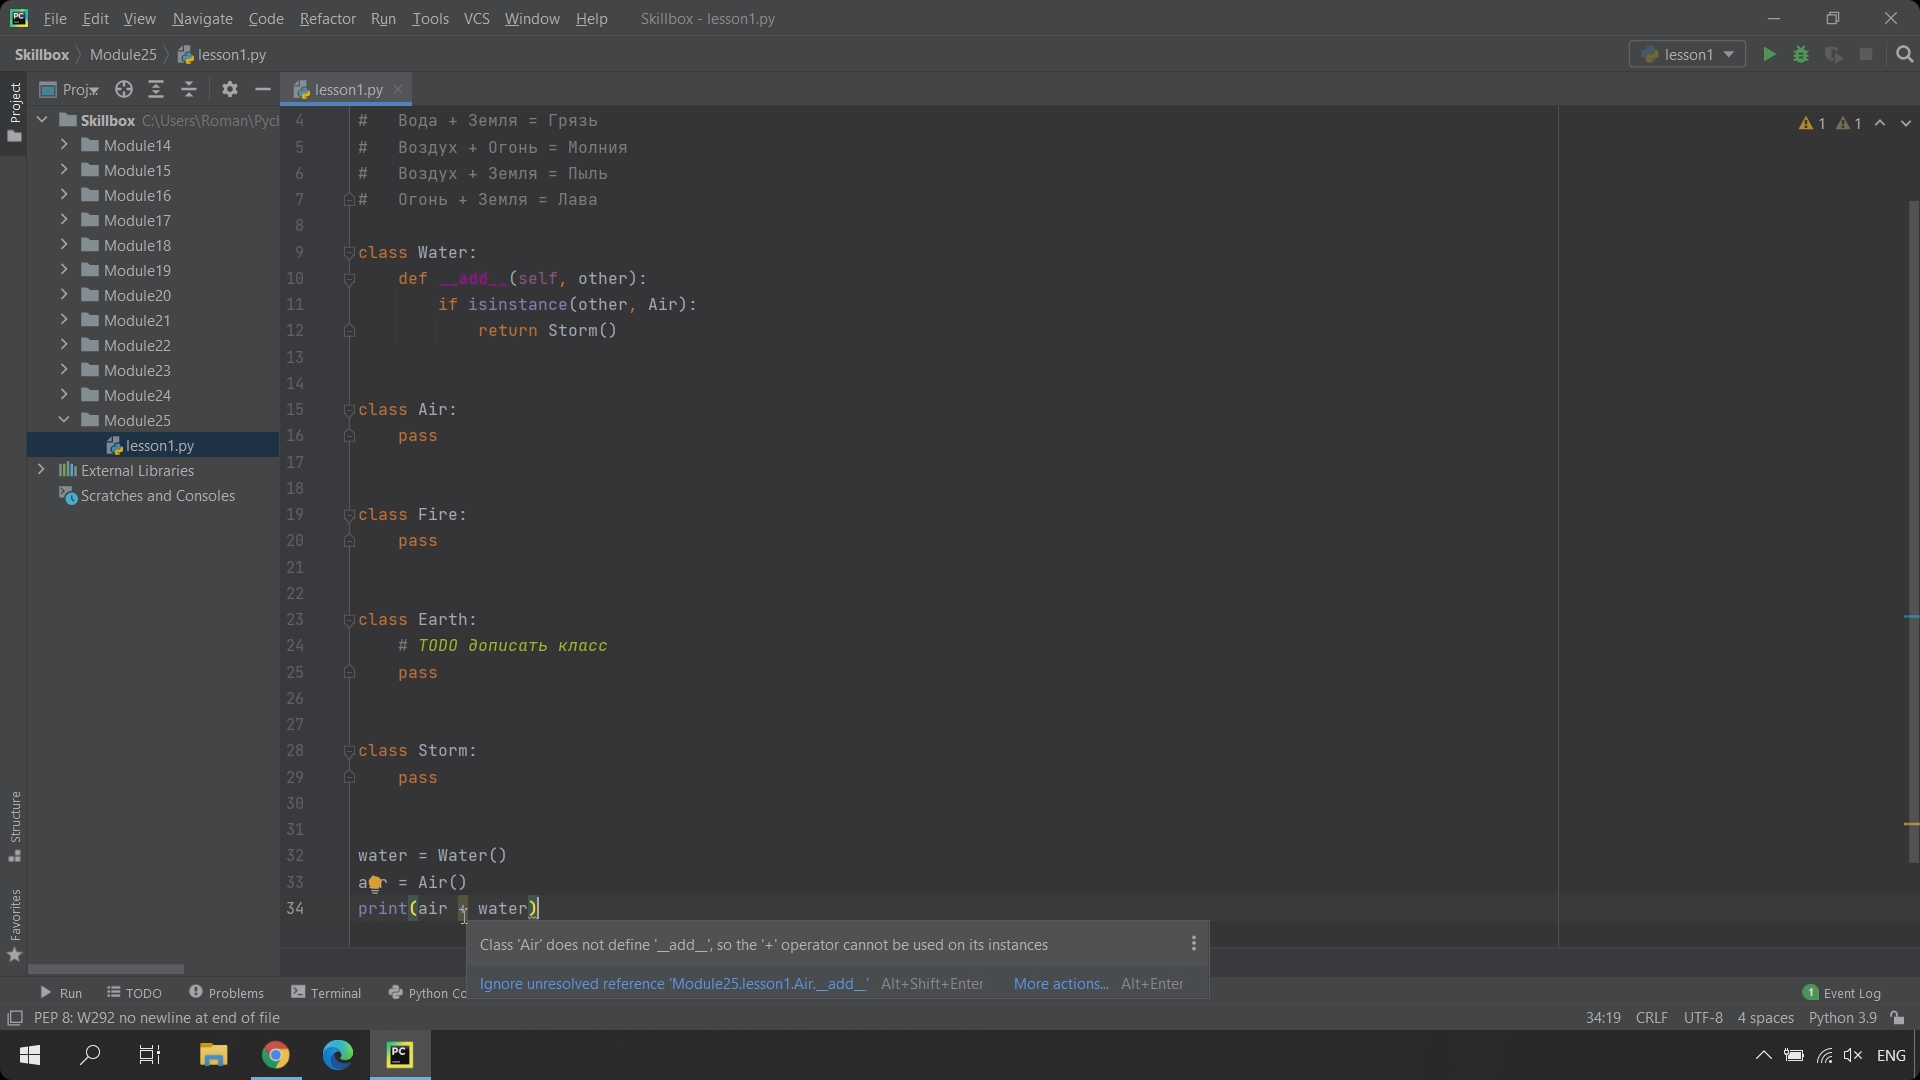 PC File Edit View Navigate Code Refactor Run Tools VCS Window Help Skillbox - lesson1.py
Skillbox Module25 lesson1.py lesson1
Project Proj lesson1.py
Skillbox C:\Users\Roman\Pycl
Module14
Module15
Module16
Module17
Module18
Module19
Module20
Module21
Module22
Module23
Module24
Module25
lesson1.py
External Libraries
Scratches and Consoles
Structure
Favorites
1 1
4 # Вода + Земля = Грязь
5 # Воздух + Огонь = Молния
6 # Воздух + Земля = Пыль
7 # Огонь + Земля = Лава
8
9 class Water:
10 def __add__(self, other):
11 if isinstance(other, Air):
12 return Storm()
13
14
15 class Air:
16 pass
17
18
19 class Fire:
20 pass
21
22
23 class Earth:
24 # TODO дописать класс
25 pass
26
27
28 class Storm:
29 pass
30
31
32 water = Water()
33 air = Air()
34 print(air + water)
Class 'Air' does not define '__add__', so the '+' operator cannot be used on its instances
Ignore unresolved reference 'Module25.lesson1.Air.__add__' Alt+Shift+Enter More actions... Alt+Enter
Run TODO Problems Terminal Python Co 1 Event Log
PEP 8: W292 no newline at end of file 34:19 CRLF UTF-8 4 spaces Python 3.9
PC ENG